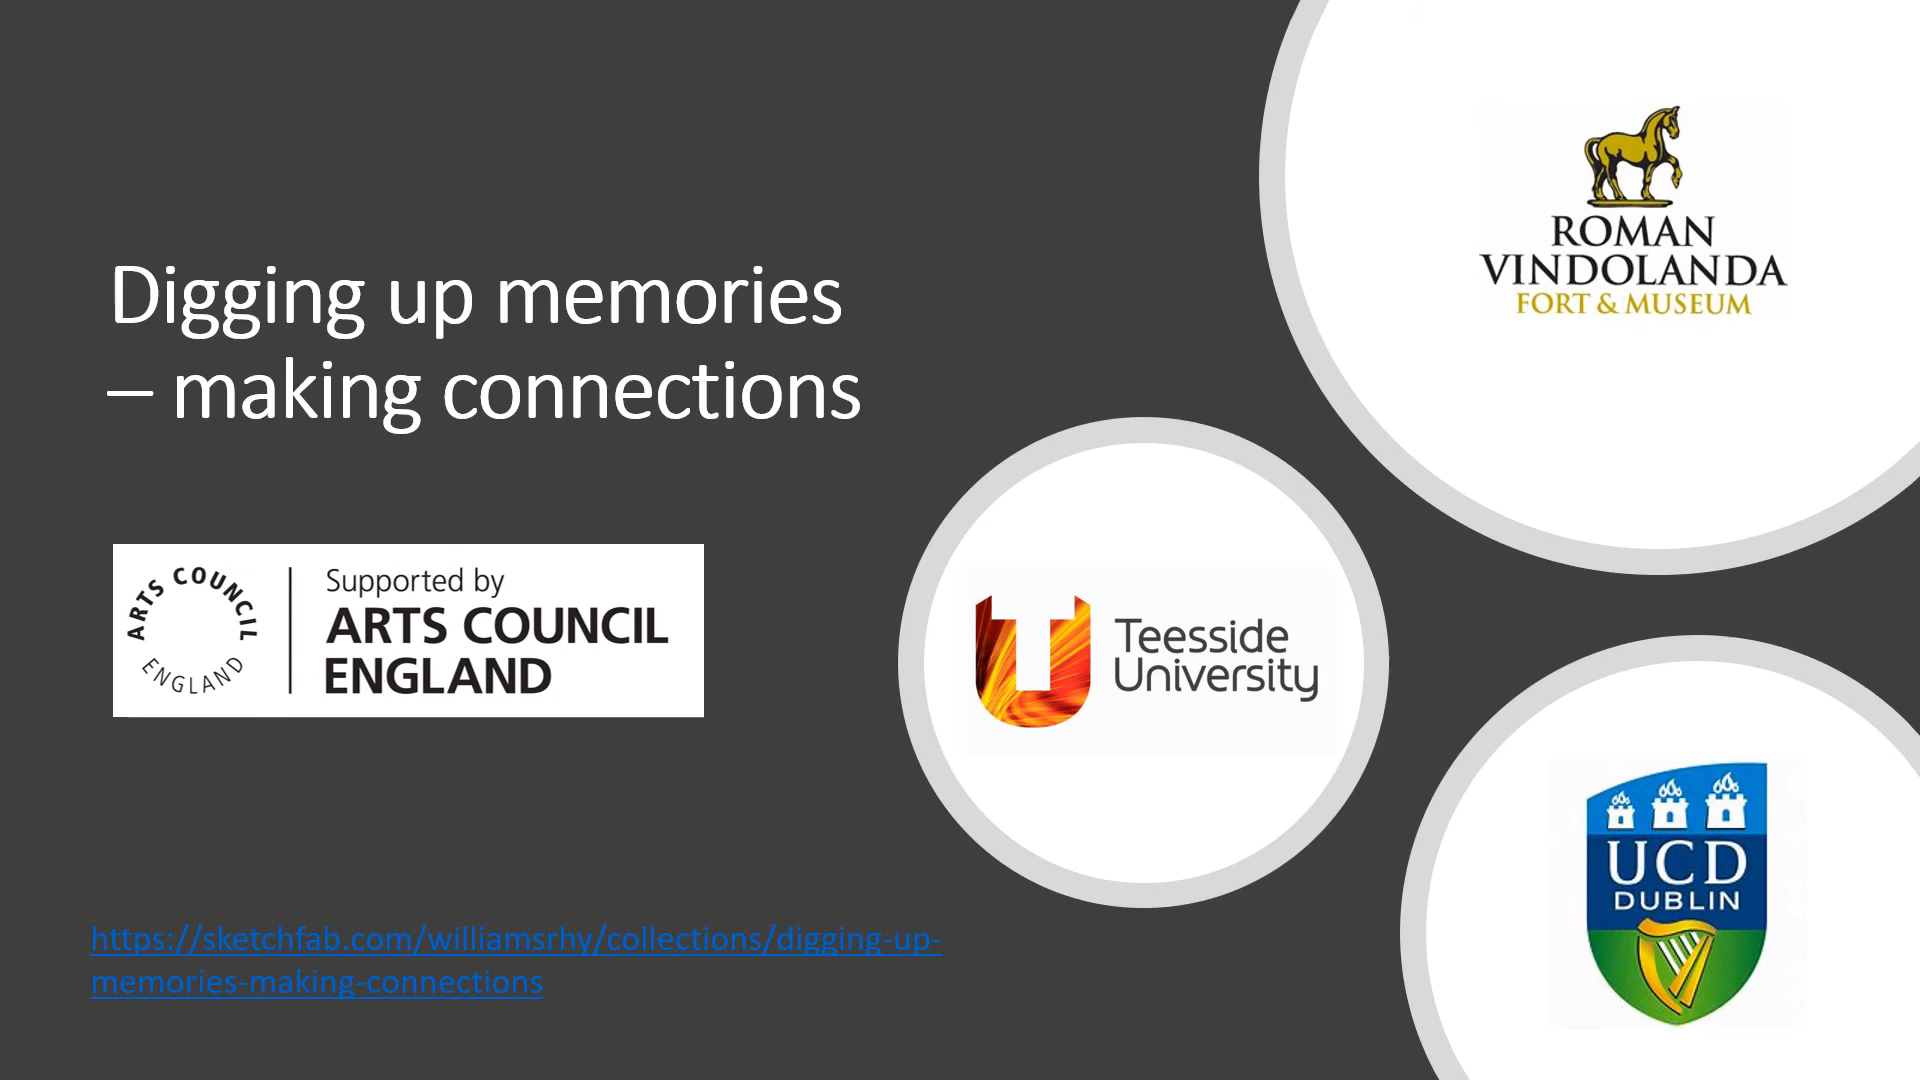 Digging up memories
– making connections
ARTS COUNCIL
ENGLAND
Supported by
ARTS COUNCIL
ENGLAND
https://sketchfab.com/williamsrhy/collections/digging-up-
memories-making-connections
ROMAN
VINDOLANDA
FORT & MUSEUM
Teesside
University
UCD
DUBLIN